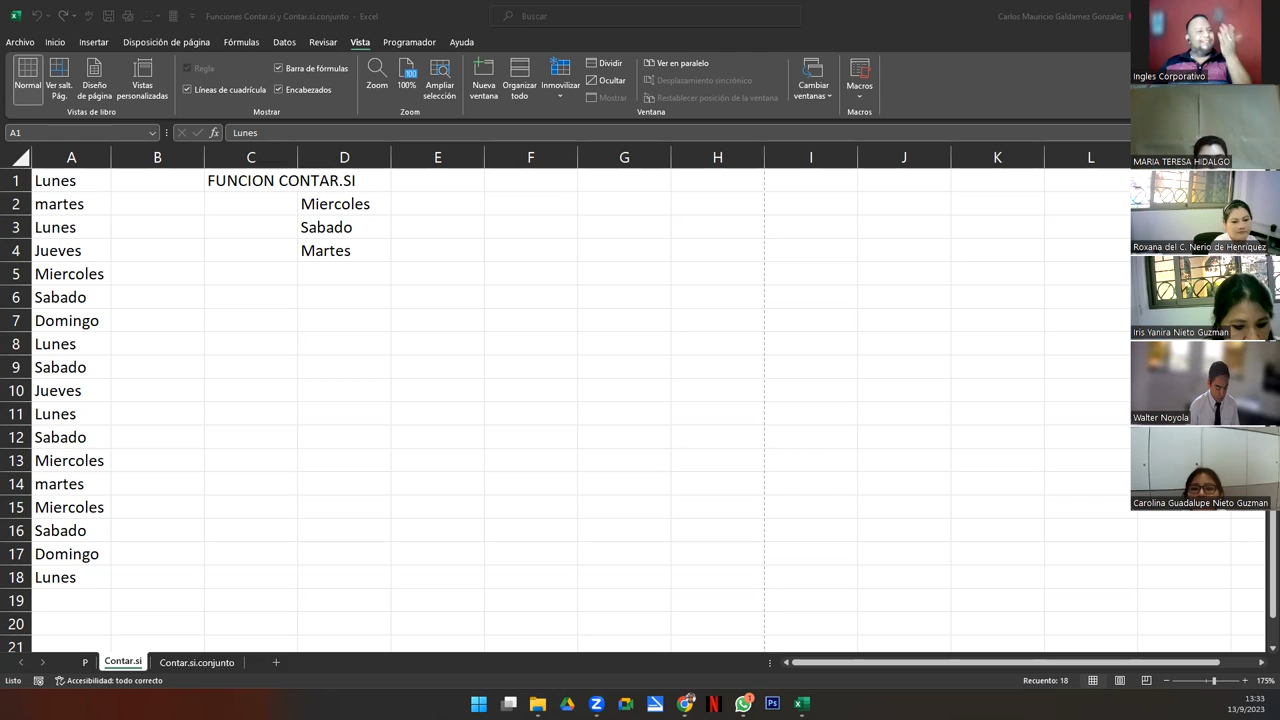 Funciones Contar.si y Contar.si.conjunto - Excel
Buscar
Carlos Mauricio Galdamez Gonzalez
Archivo Inicio Insertar Disposición de página Fórmulas Datos Revisar Vista Programador Ayuda
Normal
Ver salt. Pág.
Diseño de página
Vistas personalizadas
Vistas de libro
Regla
Barra de fórmulas
Líneas de cuadrícula
Encabezados
Mostrar
Zoom
100
100%
Ampliar selección
Zoom
Nueva ventana
Organizar todo
Inmovilizar
Dividir
Ocultar
Mostrar
Ver en paralelo
Desplazamiento sincrónico
Restablecer posición de la ventana
Cambiar ventanas
Ventana
Macros
Macros
A1
fx
Lunes
A B C D E F G H I J K L
1 Lunes FUNCION CONTAR.SI
2 martes Miercoles
3 Lunes Sabado
4 Jueves Martes
5 Miercoles
6 Sabado
7 Domingo
8 Lunes
9 Sabado
10 Jueves
11 Lunes
12 Sabado
13 Miercoles
14 martes
15 Miercoles
16 Sabado
17 Domingo
18 Lunes
19
20
21
P Contar.si Contar.si.conjunto
Listo
Accesibilidad: todo correcto
Recuento: 18
175%
13:33
13/9/2023
Ingles Corporativo
MARIA TERESA HIDALGO
Roxana del C. Nerio de Henríquez
Iris Yanira Nieto Guzman
Walter Noyola
Carolina Guadalupe Nieto Guzman